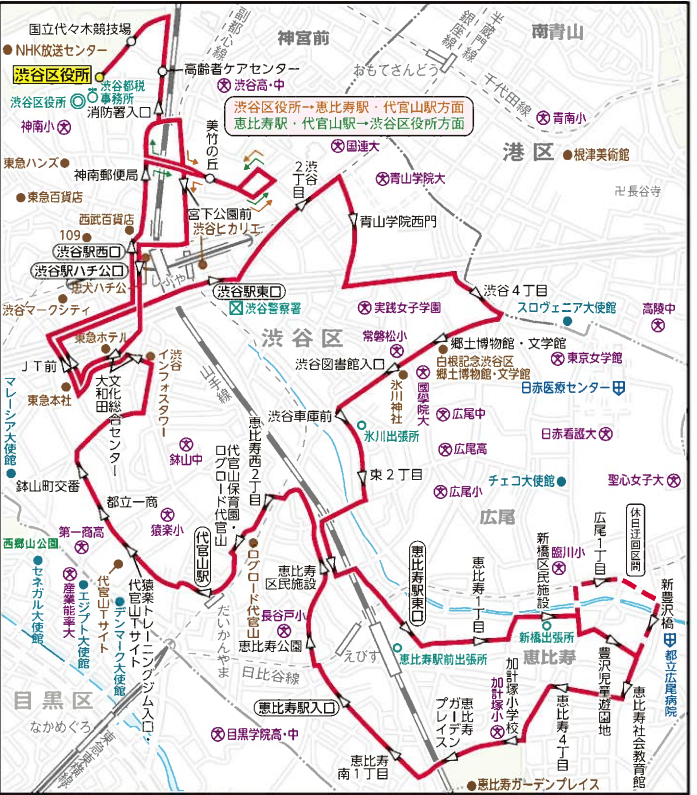 国立代々木競技場
NHK放送センター
渋谷区役所
渋谷区役所
渋谷都税
事務所
消防署入口
神南小
高齢者ケアセンター
渋谷高・中
副都心線
神宮前
おもてさんどう
銀座線
半蔵門線
千代田線
南青山
青南小
港区
根津美術館
卍長谷寺
渋谷区役所→恵比寿駅・代官山駅方面
恵比寿駅・代官山駅→渋谷区役所方面
国連大
青山学院大
美竹の丘
渋谷
2丁目
東急ハンズ
神南郵便局
東急百貨店
西武百貨店
109
宮下公園前
渋谷ヒカリエ
青山学院西門
渋谷駅西口
渋谷駅ハチ公口
忠犬ハチ公
しぶや
渋谷駅東口
渋谷警察署
渋谷マークシティ
東急ホテル
JT前
東急本社
渋谷
インフォスタワー
文化総合センター
大和田
山手線
渋谷区
実践女子学園
常磐松小
渋谷4丁目
スロヴェニア大使館
高陵中
郷土博物館・文学館
白根記念渋谷区
郷土博物館・文学館
東京女学館
渋谷図書館入口
氷川神社
國學院大
日赤医療センター
渋谷車庫前
氷川出張所
広尾中
広尾高
日赤看護大
東2丁目
広尾小
チェコ大使館
聖心女子大
広尾
マレーシア大使館
鉢山町交番
鉢山中
都立一商
猿楽小
第一商高
西郷山公園
セネガル大使館
産業能率大
エジプト大使館
代官山Tサイト
デンマーク大使館
猿楽トレーニングジム入口・
代官山Tサイト
代官山駅
だいかんやま
代官山保育園・
ログロード代官山
恵比寿西2丁目
ログロード代官山
恵比寿
区民施設
長谷戸小
恵比寿公園
日比谷線
えびす
恵比寿駅東口
恵比寿駅前出張所
恵比寿1丁目
新橋区民施設
新橋出張所
臨川小
広尾1丁目
休日迂回区間
新豊沢橋
都立広尾病院
恵比寿
豊沢児童遊園地
恵比寿社会教育館
恵比寿4丁目
加計塚小学校
加計塚小
恵比寿
ガーデン
プレイス
恵比寿ガーデンプレイス
恵比寿駅入口
恵比寿
南1丁目
目黒学院高・中
目黒区
なかめぐろ
東急東横線